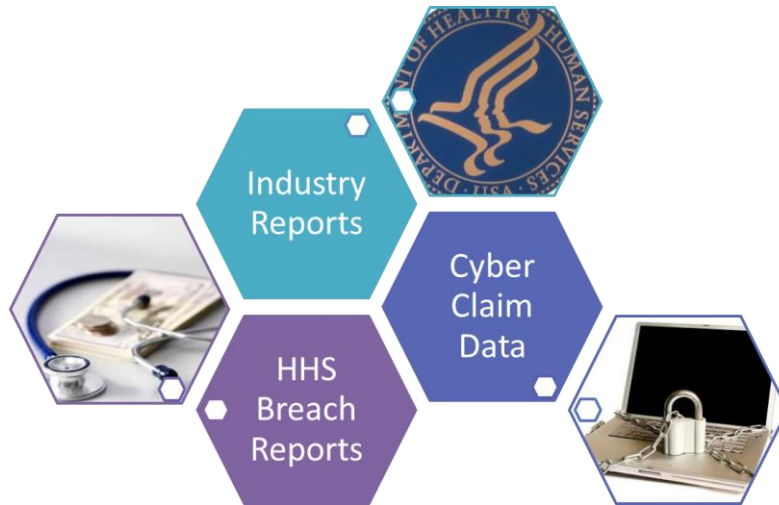 DEPARTMENT OF HEALTH & HUMAN SERVICES · USA
Industry
Reports
Cyber
Claim
Data
HHS
Breach
Reports